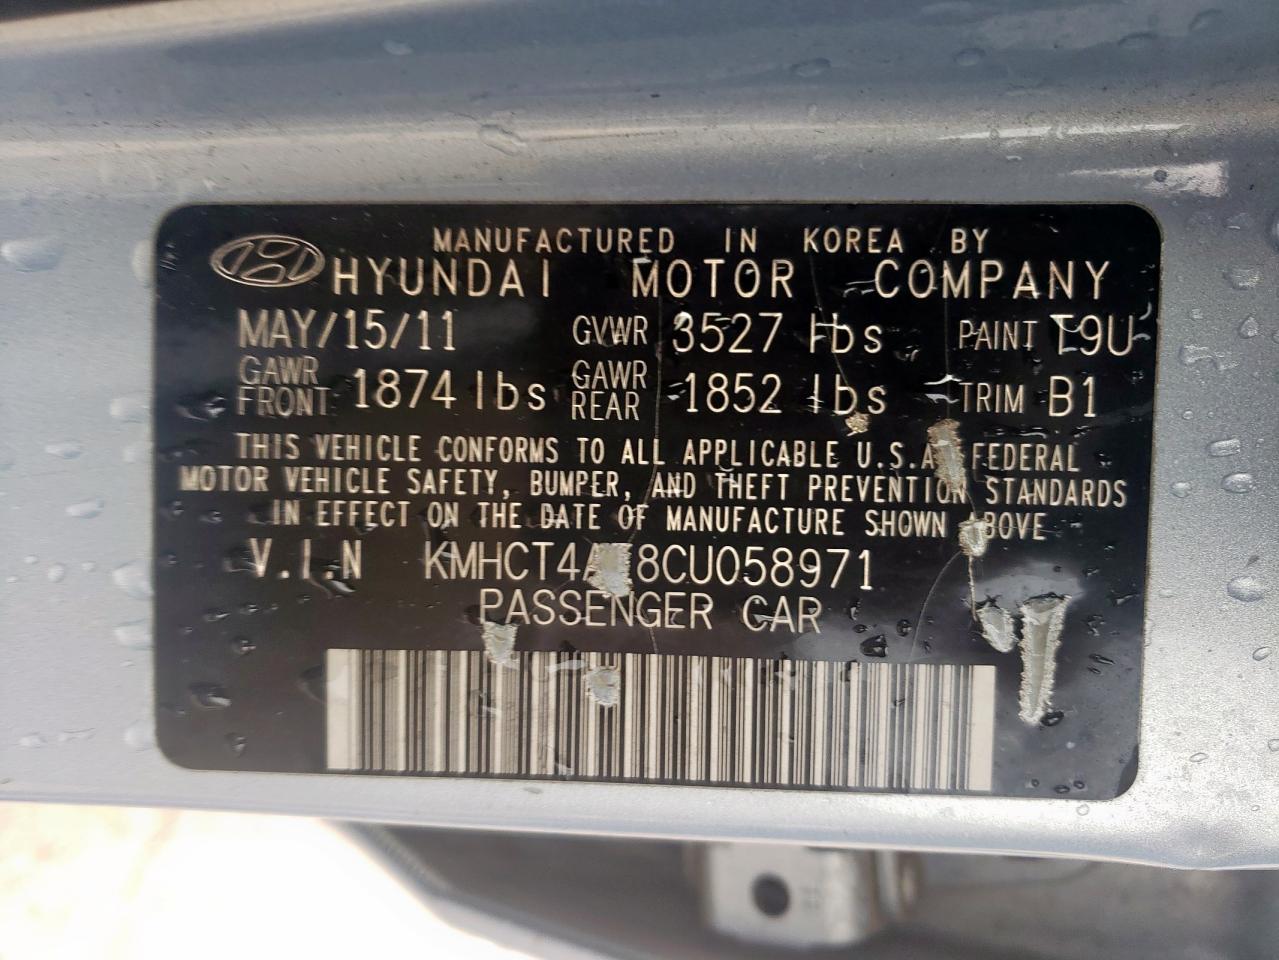 MANUFACTURED IN KOREA BY
HYUNDAI MOTOR COMPANY
MAY/15/11 GVWR 3527 lbs PAINT T9U
GAWR FRONT 1874 lbs GAWR REAR 1852 lbs TRIM B1
THIS VEHICLE CONFORMS TO ALL APPLICABLE U.S.A. FEDERAL
MOTOR VEHICLE SAFETY, BUMPER, AND THEFT PREVENTION STANDARDS
IN EFFECT ON THE DATE OF MANUFACTURE SHOWN ABOVE
V.I.N
PASSENGER CAR